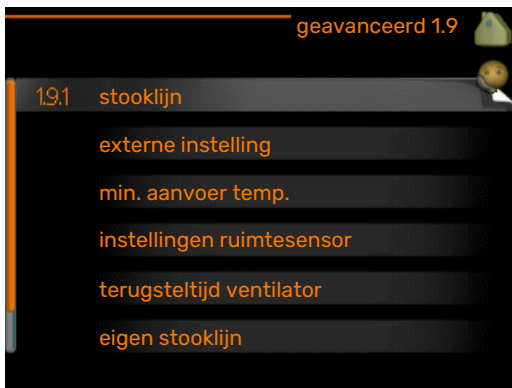 geavanceerd 1.9
1.9.1 stooklijn
externe instelling
min. aanvoer temp.
instellingen ruimtesensor
terugsteltijd ventilator
eigen stooklijn